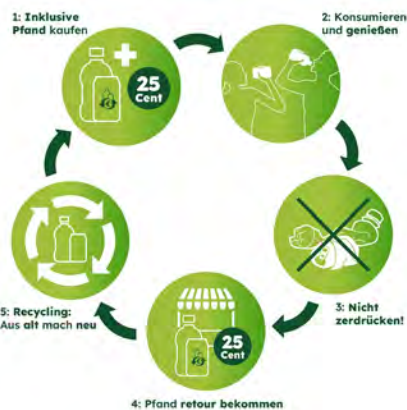 1: Inklusive
Pfand kaufen
25
Cent
2: Konsumieren
und genießen
3: Nicht
zerdrücken!
25
Cent
4: Pfand retour bekommen
5: Recycling:
Aus alt mach neu